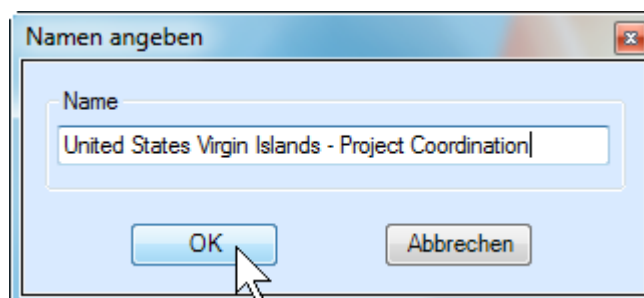 Namen angeben
Name
United States Virgin Islands - Project Coordination
OK
Abbrechen